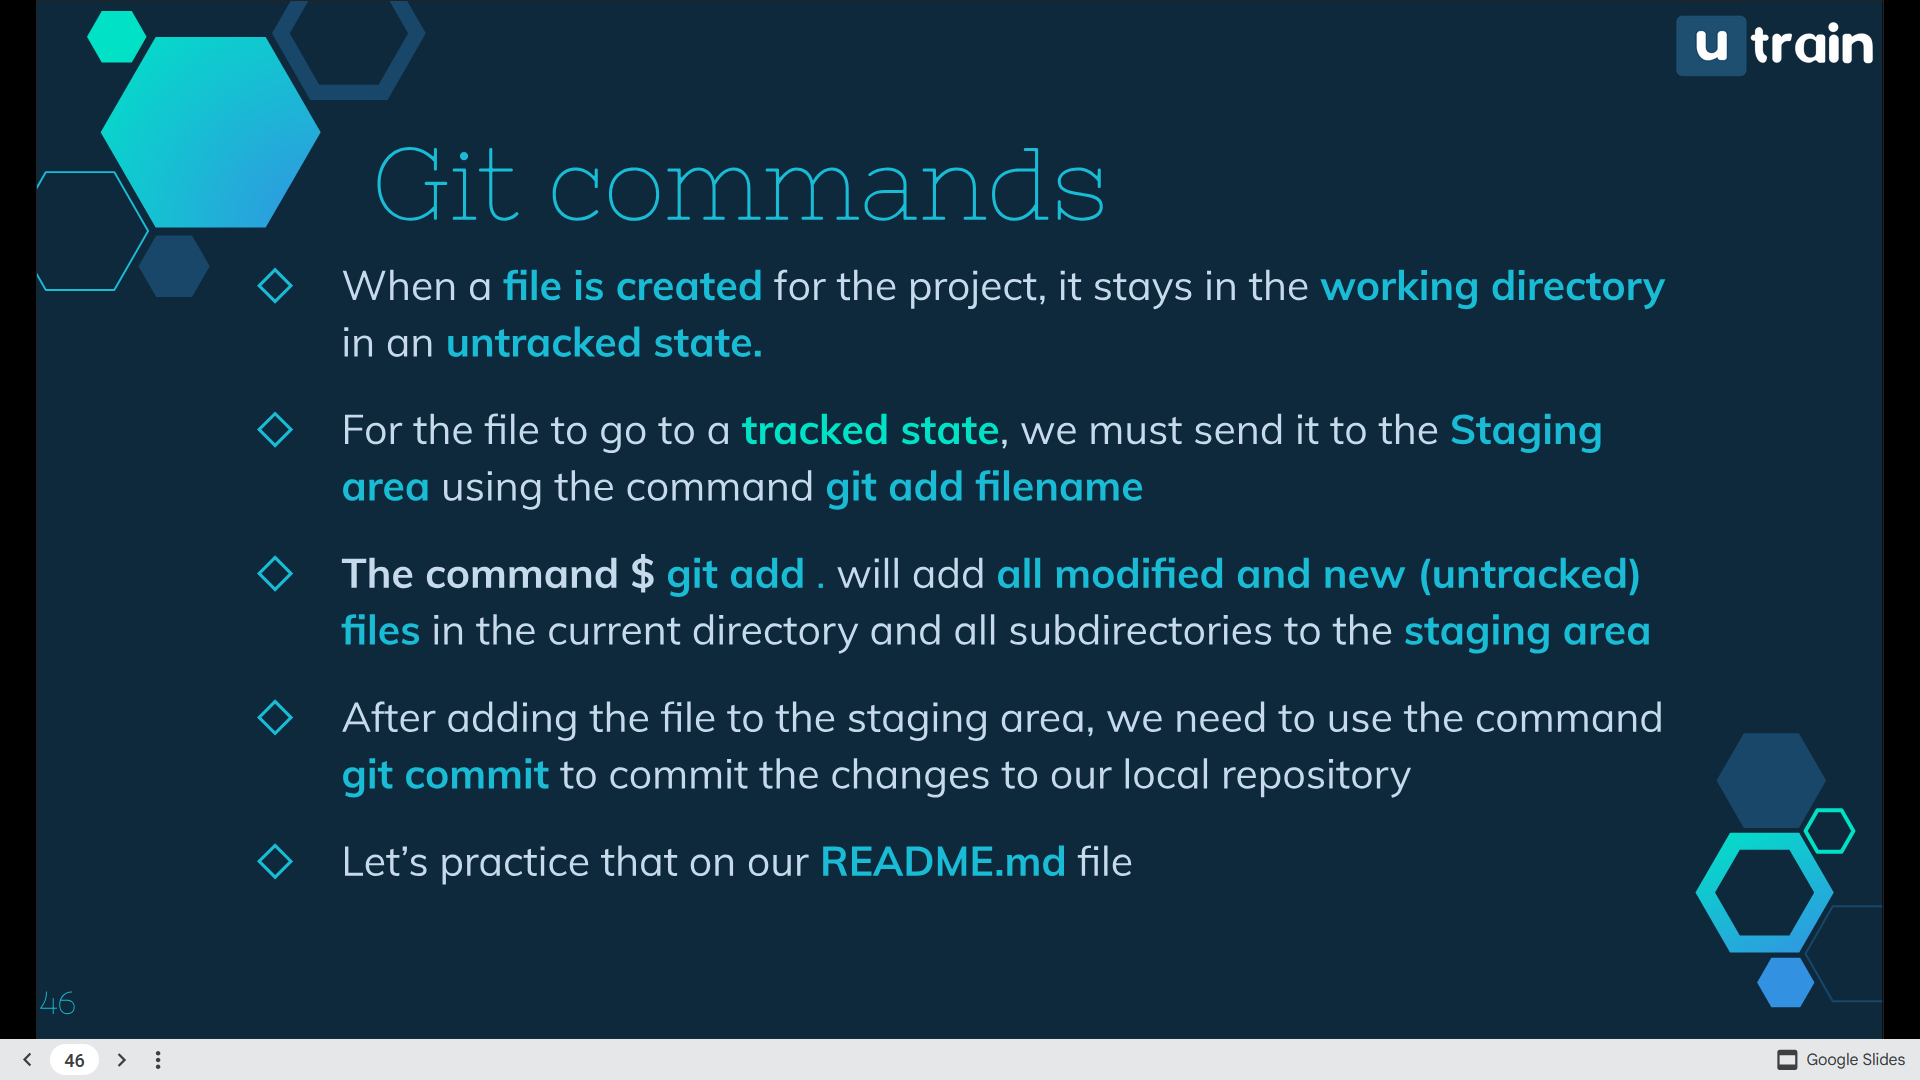 u train
Git commands
When a file is created for the project, it stays in the working directory
in an untracked state.
For the file to go to a tracked state, we must send it to the Staging
area using the command git add filename
The command $ git add . will add all modified and new (untracked)
files in the current directory and all subdirectories to the staging area
After adding the file to the staging area, we need to use the command
git commit to commit the changes to our local repository
Let’s practice that on our README.md file
46
46
Google Slides